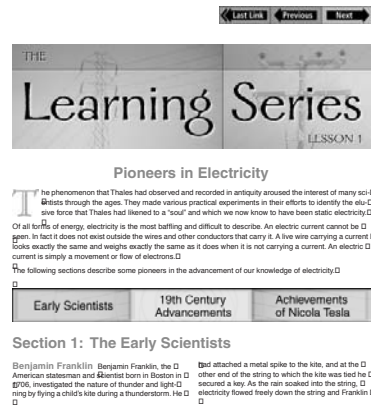 Last Link Previous Next
THE
Learning Series
LESSON 1
Pioneers in Electricity
The phenomenon that Thales had observed and recorded in antiquity aroused the interest of many sci-
entists through the ages. They made various practical experiments in their efforts to identify the elu-
sive force that Thales had likened to a "soul" and which we now know to have been static electricity.
Of all forms of energy, electricity is the most baffling and difficult to describe. An electric current cannot be
seen. In fact it does not exist outside the wires and other conductors that carry it. A live wire carrying a current
looks exactly the same and weighs exactly the same as it does when it is not carrying a current. An electric
current is simply a movement or flow of electrons.
The following sections describe some pioneers in the advancement of our knowledge of electricity.
Early Scientists
19th Century
Advancements
Achievements
of Nicola Tesla
Section 1: The Early Scientists
Benjamin Franklin Benjamin Franklin, the
American statesman and scientist born in Boston in
1706, investigated the nature of thunder and light-
ning by flying a child's kite during a thunderstorm. He
had attached a metal spike to the kite, and at the
other end of the string to which the kite was tied he
secured a key. As the rain soaked into the string,
electricity flowed freely down the string and Franklin